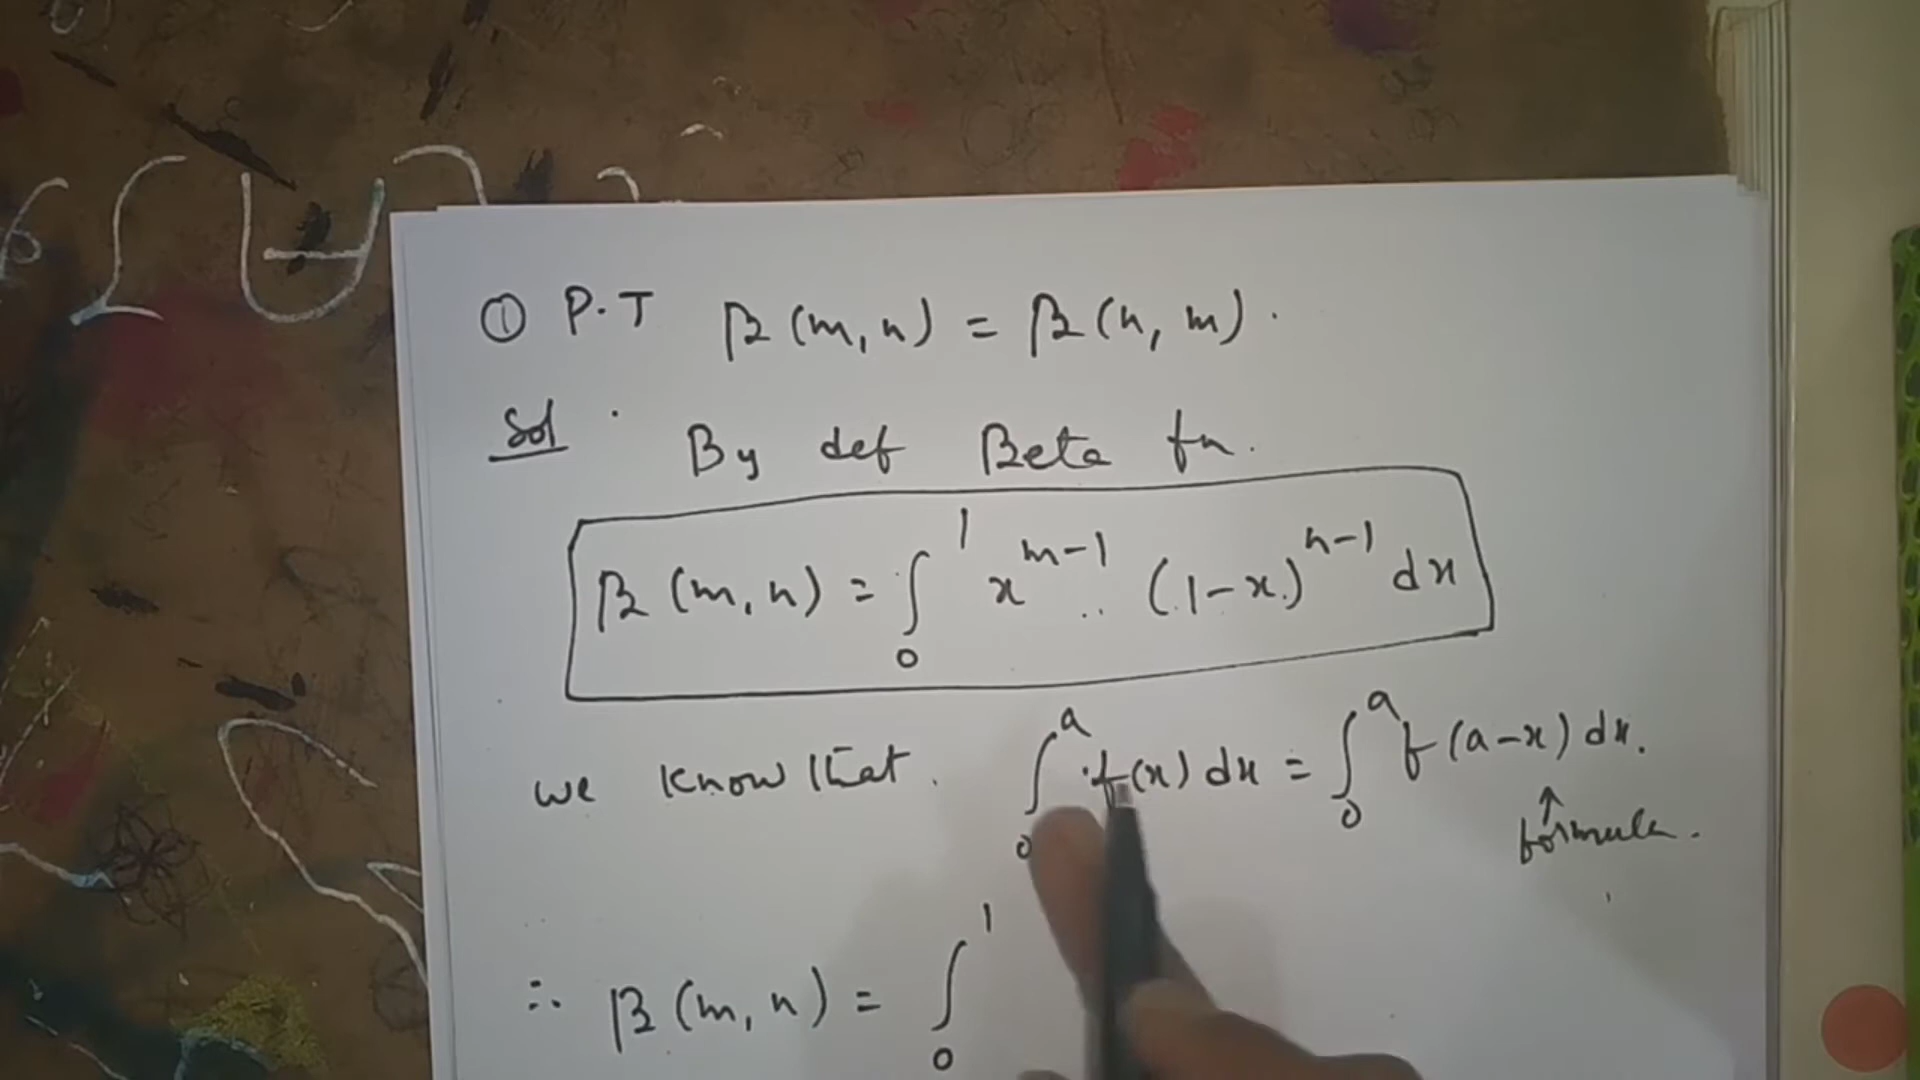 ① P.T β(m, n) = β(n, m).
Sol By def Beta fn.
β(m, n) = ∫₀¹ x^{m-1} . (1-x)^{n-1} dx
we know that. ∫₀ᵃ f(x) dx = ∫₀ᵃ f(a-x) dx.
↑
formula.
∴ β(m, n) = ∫₀¹